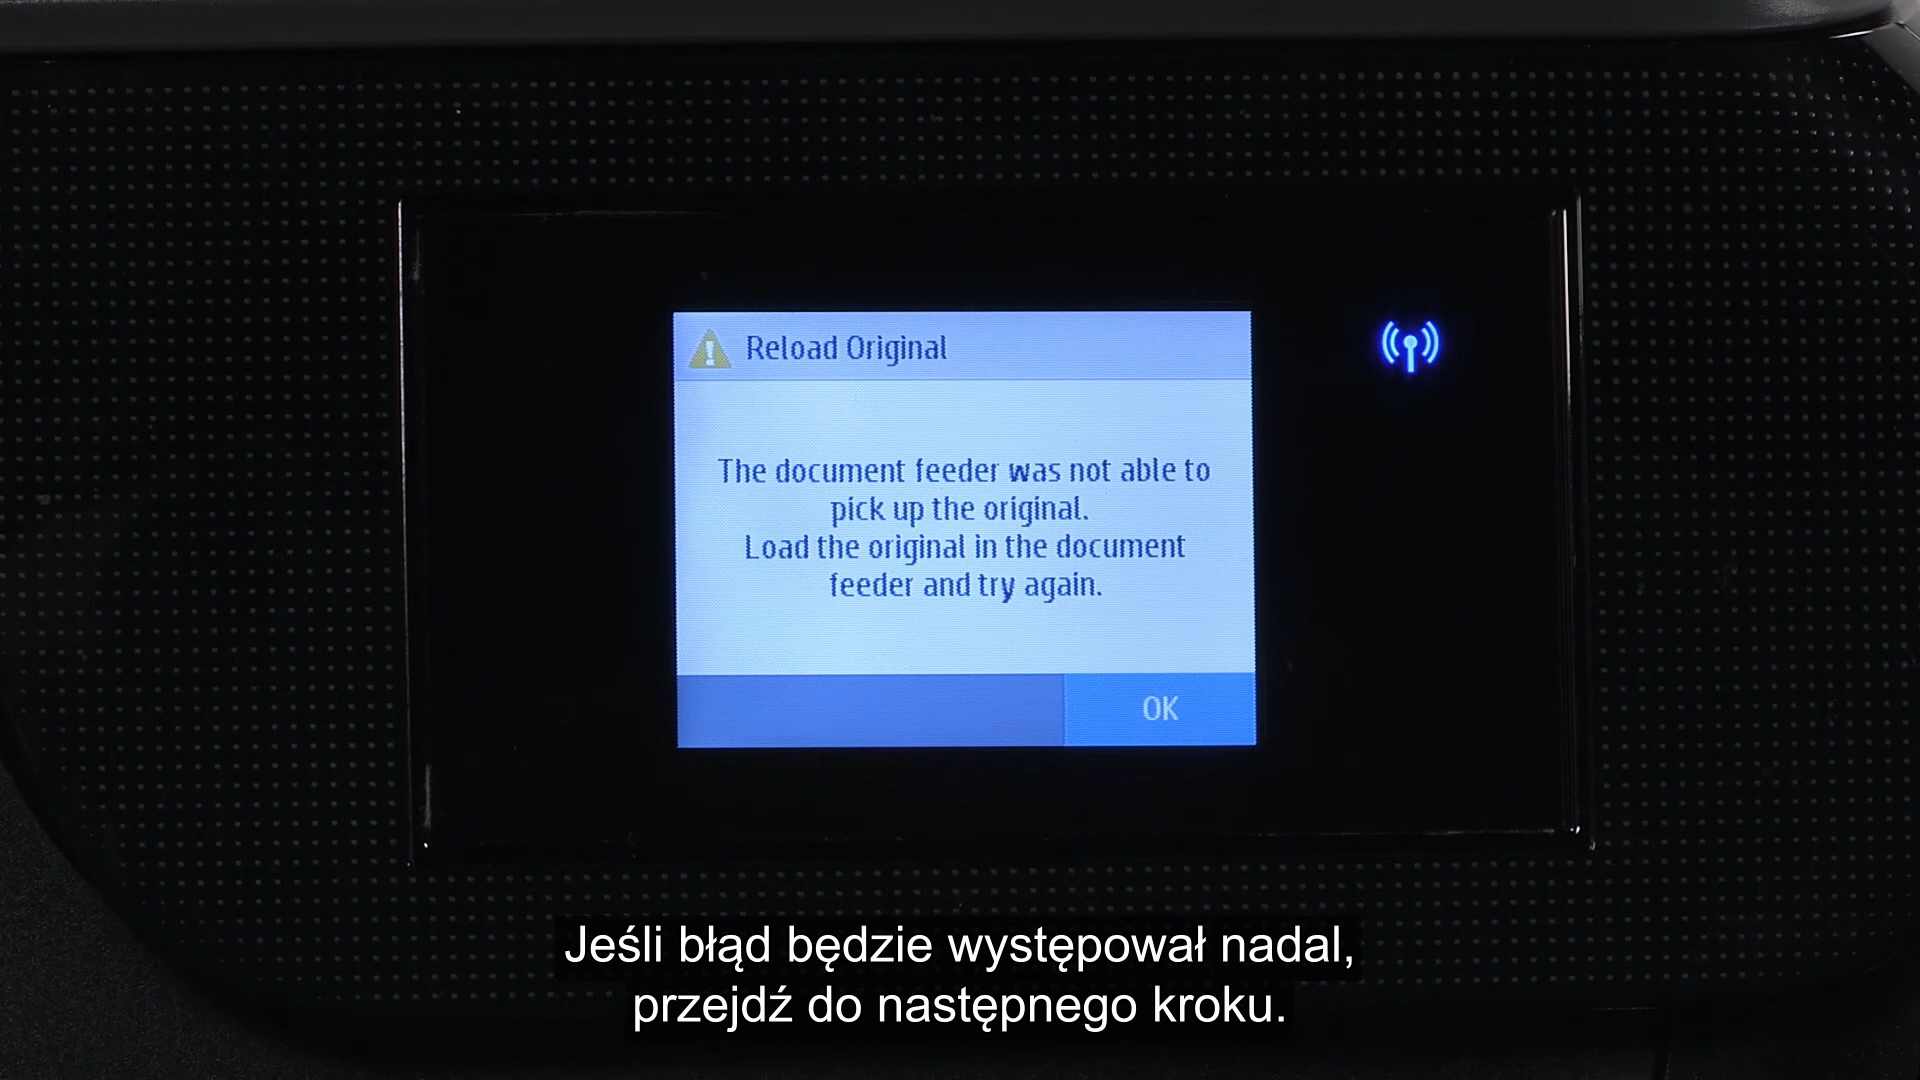 Reload Original
The document feeder was not able to
pick up the original.
Load the original in the document
feeder and try again.
OK
Jeśli błąd będzie występował nadal,
przejdź do następnego kroku.